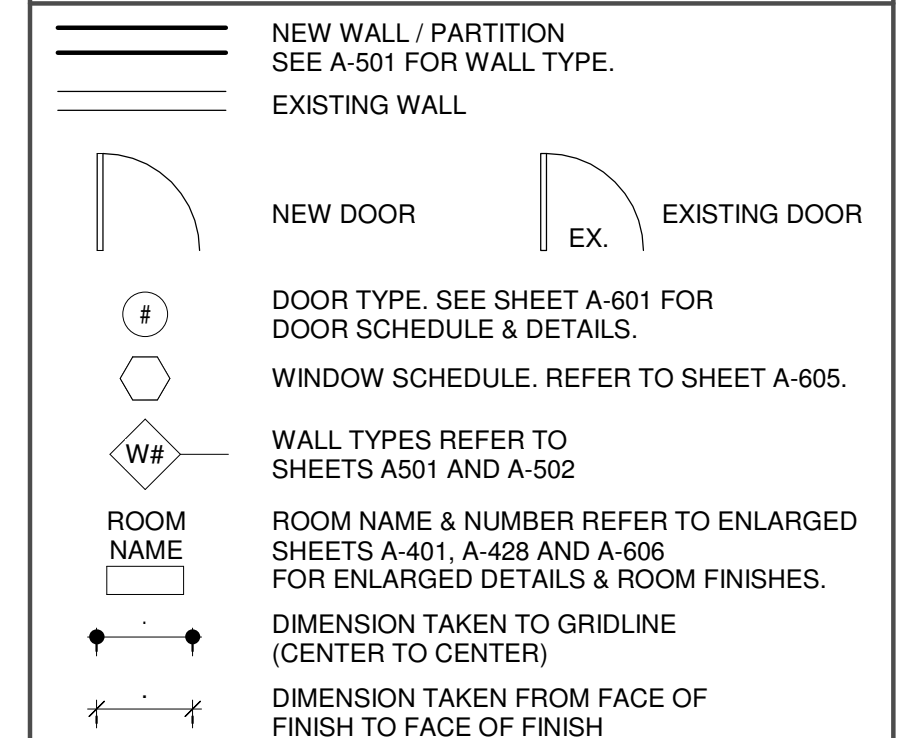 NEW WALL / PARTITION
SEE A-501 FOR WALL TYPE.
EXISTING WALL
NEW DOOR
EX.
EXISTING DOOR
#
DOOR TYPE. SEE SHEET A-601 FOR
DOOR SCHEDULE & DETAILS.
WINDOW SCHEDULE. REFER TO SHEET A-605.
W#
WALL TYPES REFER TO
SHEETS A501 AND A-502
ROOM
NAME
ROOM NAME & NUMBER REFER TO ENLARGED
SHEETS A-401, A-428 AND A-606
FOR ENLARGED DETAILS & ROOM FINISHES.
DIMENSION TAKEN TO GRIDLINE
(CENTER TO CENTER)
DIMENSION TAKEN FROM FACE OF
FINISH TO FACE OF FINISH